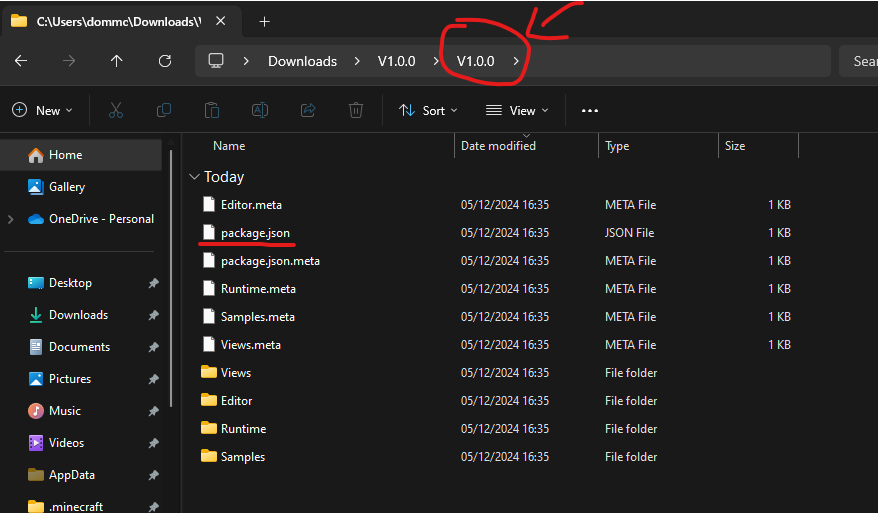 C:\Users\dommc\Downloads\
Downloads > V1.0.0 > V1.0.0 >
Sear
New
Sort
View
Name Date modified Type Size
Home
Gallery
OneDrive - Personal
Desktop
Downloads
Documents
Pictures
Music
Videos
AppData
.minecraft
Today
Editor.meta 05/12/2024 16:35 META File 1 KB
package.json 05/12/2024 16:35 JSON File 1 KB
package.json.meta 05/12/2024 16:35 META File 1 KB
Runtime.meta 05/12/2024 16:35 META File 1 KB
Samples.meta 05/12/2024 16:35 META File 1 KB
Views.meta 05/12/2024 16:35 META File 1 KB
Views 05/12/2024 16:35 File folder
Editor 05/12/2024 16:35 File folder
Runtime 05/12/2024 16:35 File folder
Samples 05/12/2024 16:35 File folder